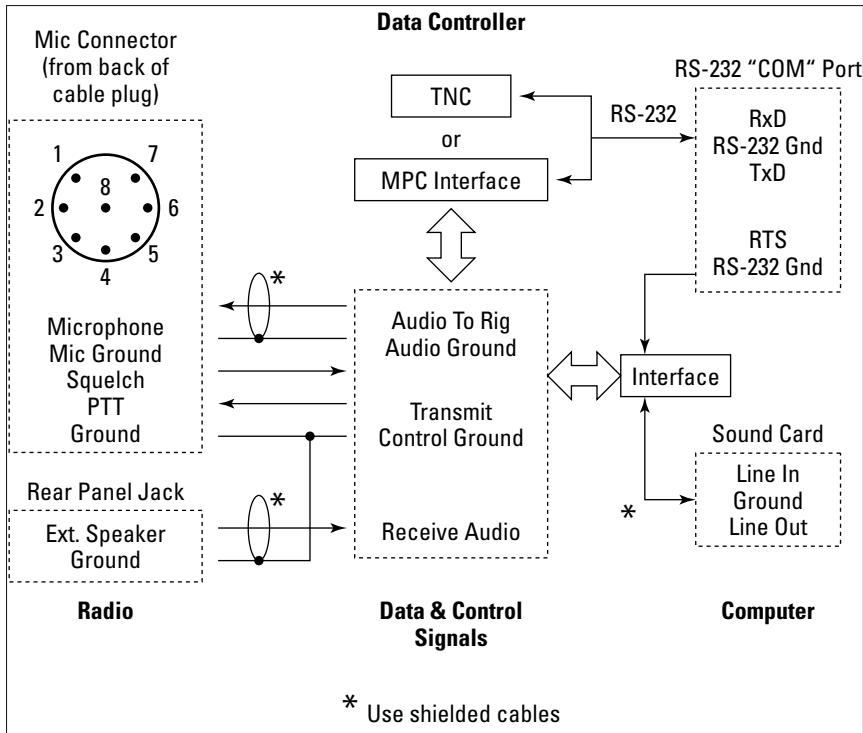 Data Controller
Mic Connector
(from back of
cable plug)
1
7
8
2
6
3
5
4
Microphone
Mic Ground
Squelch
PTT
Ground
Rear Panel Jack
*
Ext. Speaker
Ground
Radio
TNC
or
MPC Interface
RS-232
*
Audio To Rig
Audio Ground
Transmit
Control Ground
Receive Audio
Data & Control
Signals
RS-232 “COM“ Port
RxD
RS-232 Gnd
TxD
RTS
RS-232 Gnd
Interface
Sound Card
Line In
Ground
Line Out
*
Computer
* Use shielded cables